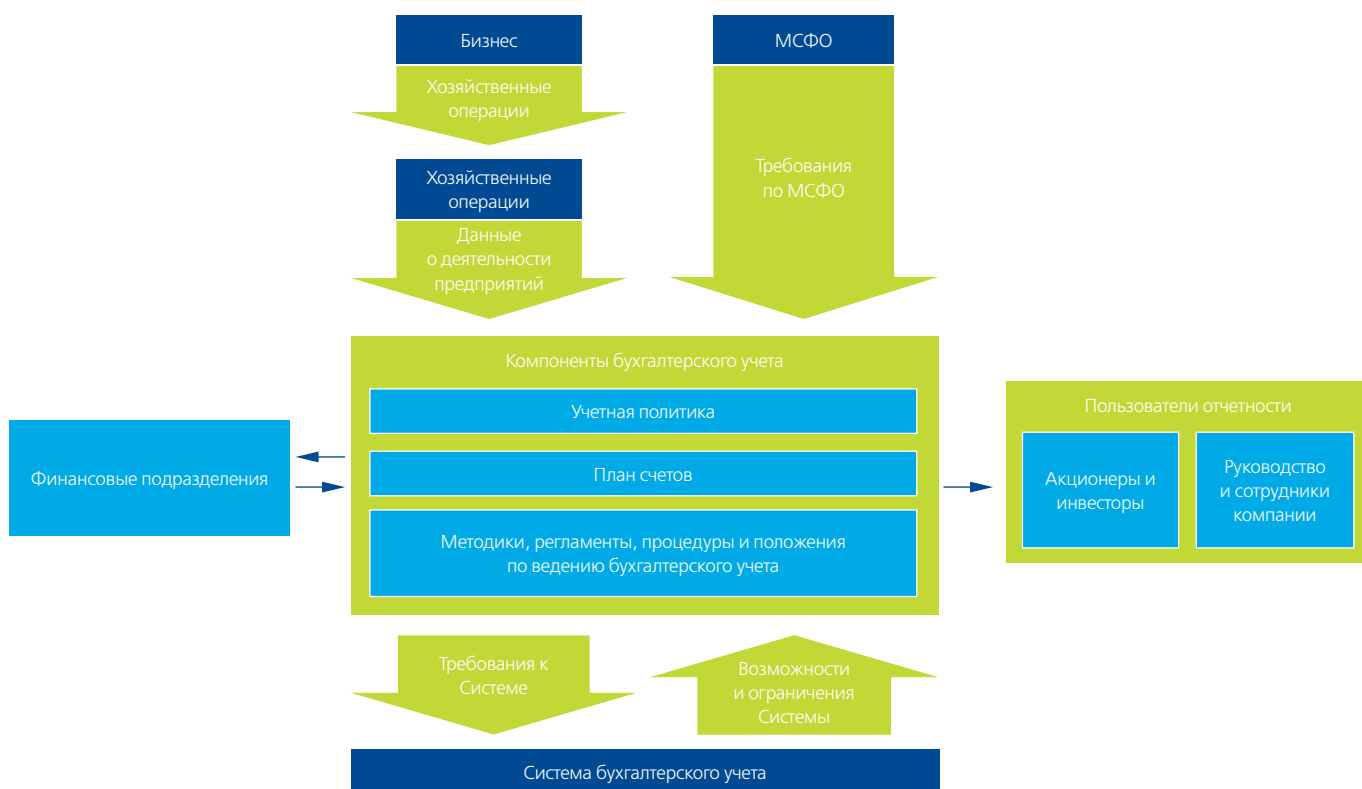 Бизнес
МСФО
Хозяйственные
операции
Хозяйственные
операции
Требования
по МСФО
Данные
о деятельности
предприятий
Компоненты бухгалтерского учета
Учетная политика
План счетов
Методики, регламенты, процедуры и положения
по ведению бухгалтерского учета
Финансовые подразделения
Пользователи отчетности
Акционеры и
инвесторы
Руководство
и сотрудники
компании
Требования к
Системе
Возможности
и ограничения
Системы
Система бухгалтерского учета